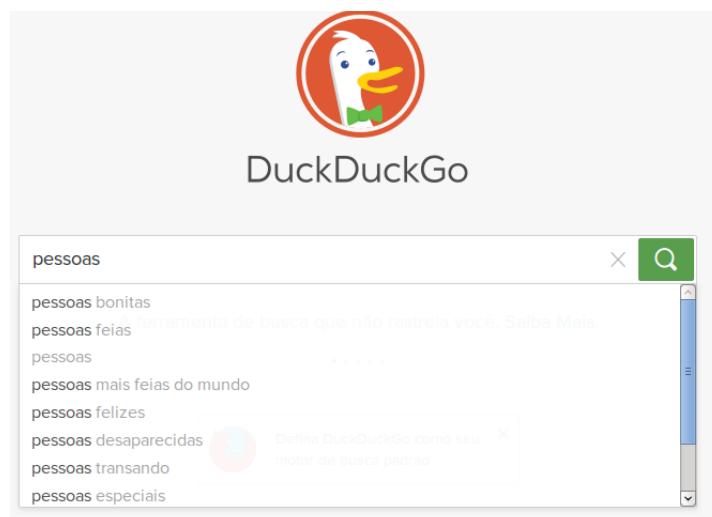 DuckDuckGo
pessoas
pessoas bonitas
A ferramenta de busca que não rastreia você. Saiba Mais.
pessoas feias
pessoas
pessoas mais feias do mundo
pessoas felizes
pessoas desaparecidas
Defina DuckDuckGo como seu
motor de busca padrão
pessoas transando
pessoas especiais